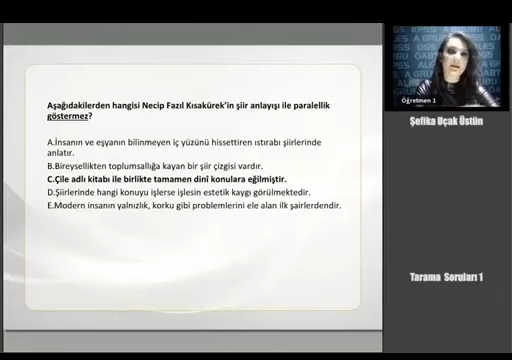 Aşağıdakilerden hangisi Necip Fazıl Kısakürek'in şiir anlayışı ile paralellik
göstermez?
A.İnsanın ve eşyanın bilinmeyen iç yüzünü hissettiren ıstırabı şiirlerinde
anlatır.
B.Bireysellikten toplumsallığa kayan bir şiir çizgisi vardır.
C.Çile adlı kitabı ile birlikte tamamen dinî konulara eğilmiştir.
D.Şiirlerinde hangi konuyu işlerse işlesin estetik kaygı görülmektedir.
E.Modern insanın yalnızlık, korku gibi problemlerini ele alan ilk şairlerdendir.
Öğretmen 1
Şefika Uçak Üstün
Tarama Soruları 1